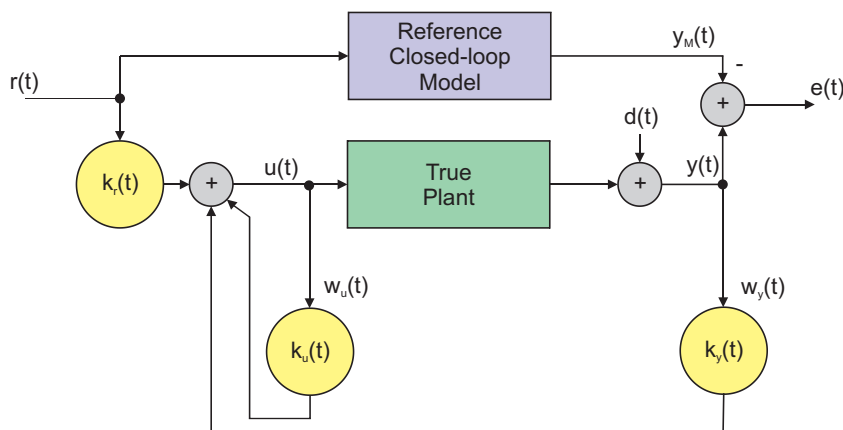 Reference
Closed-loop
Model
y_M(t)
-
r(t)
e(t)
+
d(t)
k_r(t)
+
u(t)
True
Plant
+
y(t)
w_u(t)
w_y(t)
k_u(t)
k_y(t)